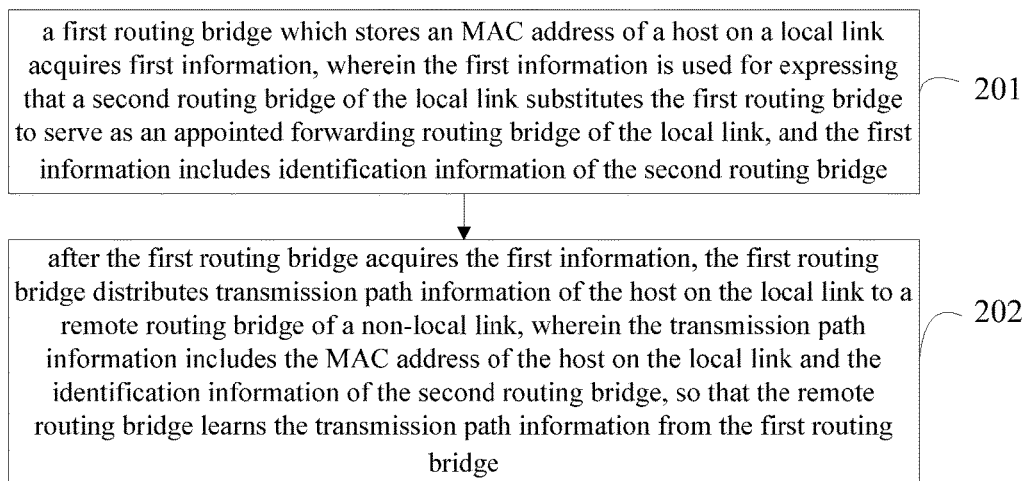 a first routing bridge which stores an MAC address of a host on a local link
acquires first information, wherein the first information is used for expressing
that a second routing bridge of the local link substitutes the first routing bridge
to serve as an appointed forwarding routing bridge of the local link, and the first
information includes identification information of the second routing bridge
201
after the first routing bridge acquires the first information, the first routing
bridge distributes transmission path information of the host on the local link to a
remote routing bridge of a non-local link, wherein the transmission path
information includes the MAC address of the host on the local link and the
identification information of the second routing bridge, so that the remote
routing bridge learns the transmission path information from the first routing
bridge
202